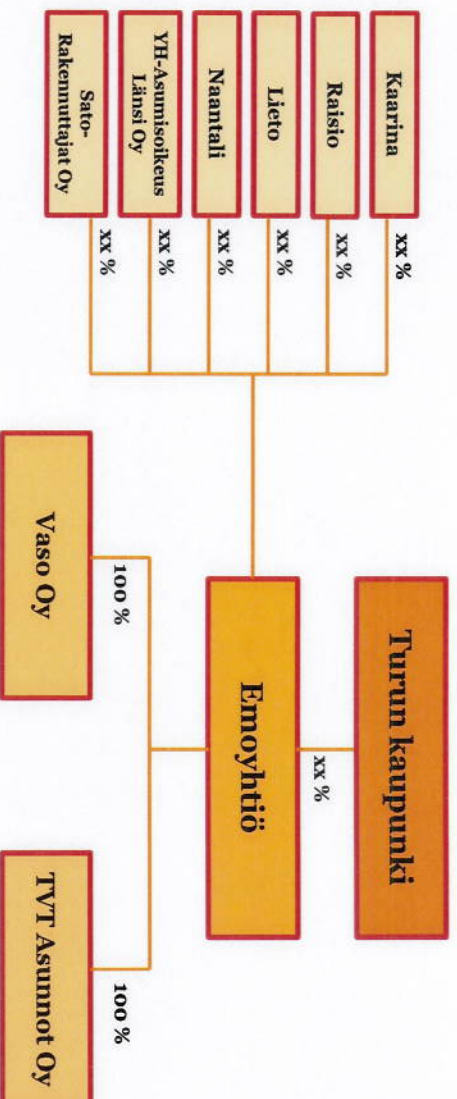 Turun kaupunki
xx %
Emoyhtiö
Kaarina
xx %
Raisio
xx %
Lieto
xx %
Naantali
xx %
YH-Asumisoikeus
Länsi Oy
xx %
Sato-
Rakennuttajat Oy
xx %
100 %
100 %
Vaso Oy
TVT Asunnot Oy